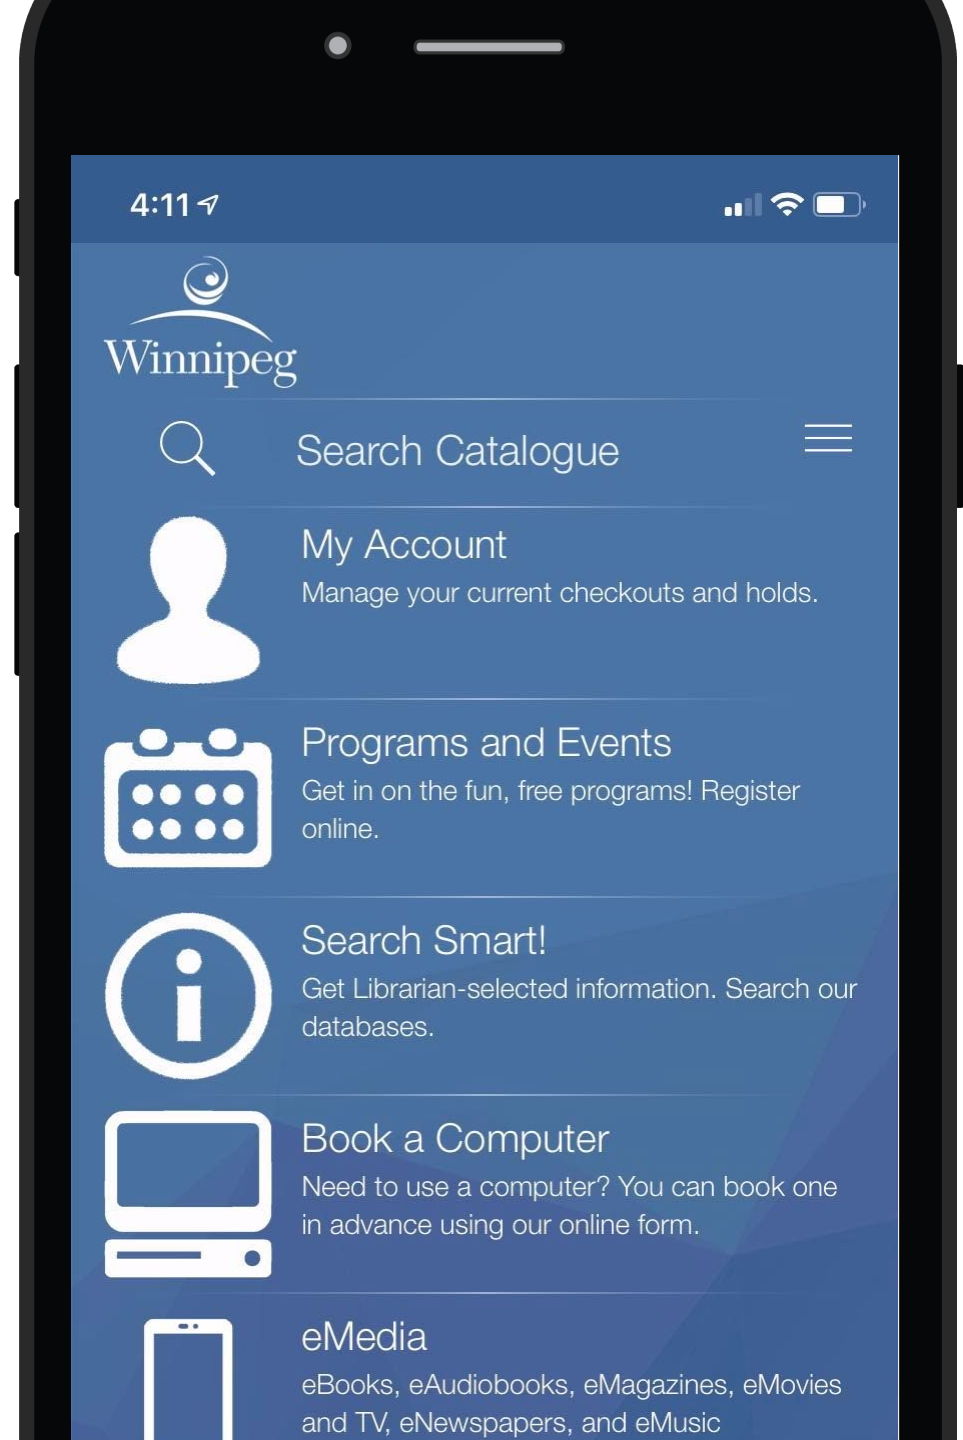 4:11
Winnipeg
Search Catalogue
My Account
Manage your current checkouts and holds.
Programs and Events
Get in on the fun, free programs! Register
online.
Search Smart!
Get Librarian-selected information. Search our
databases.
Book a Computer
Need to use a computer? You can book one
in advance using our online form.
eMedia
eBooks, eAudiobooks, eMagazines, eMovies
and TV, eNewspapers, and eMusic